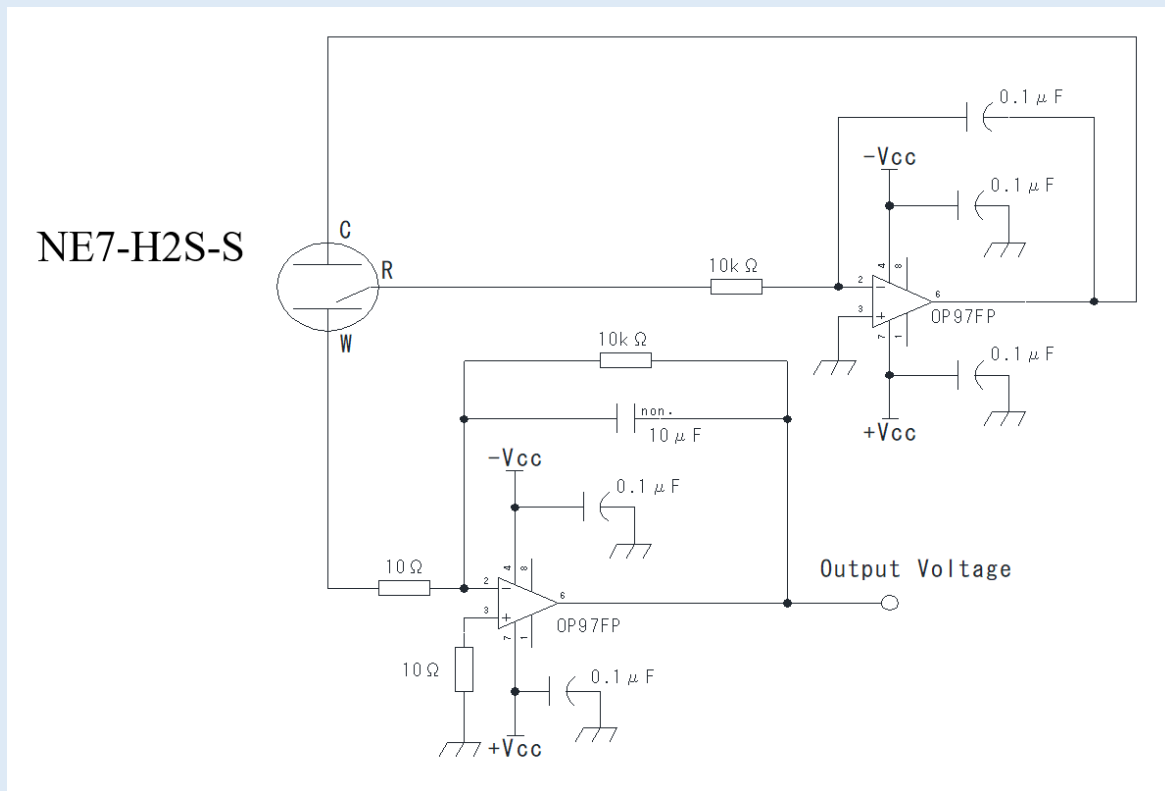 0.1μF
-Vcc
0.1μF
C
NE7-H2S-S
R
10kΩ
4
8
2
-
6
3
+
OP97FP
7
1
W
10kΩ
0.1μF
non.
10μF
+Vcc
-Vcc
0.1μF
10Ω
4
8
Output Voltage
2
-
6
3
+
OP97FP
7
1
10Ω
0.1μF
+Vcc